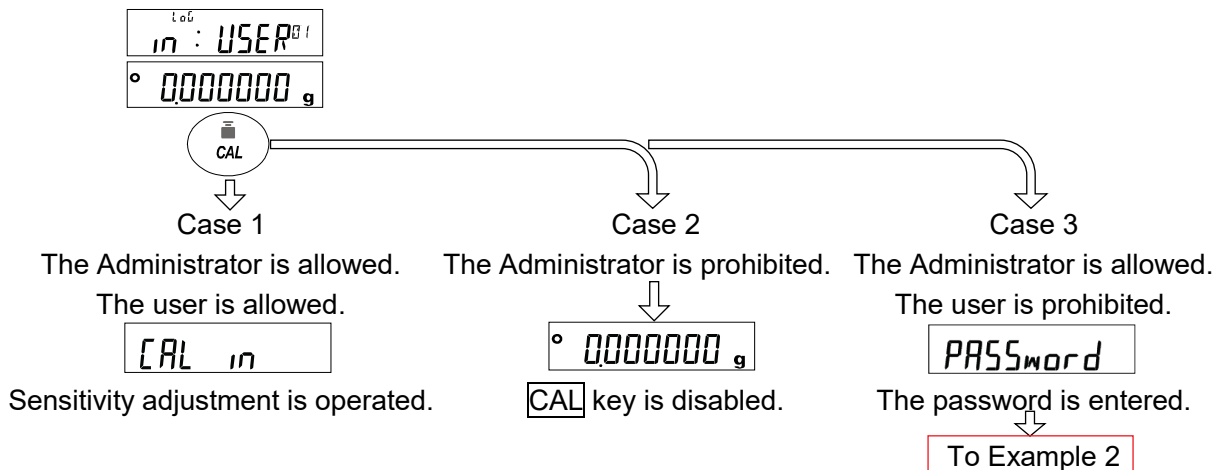 LoG
in : USER01
0.000000 g
CAL
Case 1
The Administrator is allowed.
The user is allowed.
CAL in
Sensitivity adjustment is operated.
Case 2
The Administrator is prohibited.
0.000000 g
CAL key is disabled.
Case 3
The Administrator is allowed.
The user is prohibited.
PASSword
The password is entered.
To Example 2